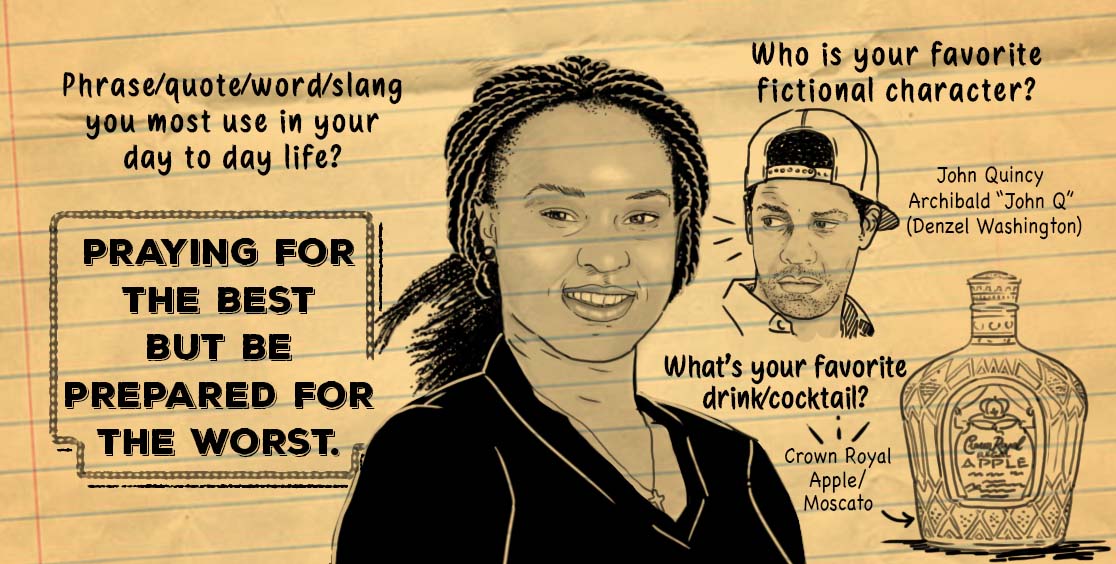 Phrase/quote/word/slang
you most use in your
day to day life?
PRAYING FOR
THE BEST
BUT BE
PREPARED FOR
THE WORST.
Who is your favorite
fictional character?
John Quincy
Archibald “John Q”
(Denzel Washington)
What's your favorite
drink/cocktail?
Crown Royal
Apple/
Moscato
Crown Royal
APPLE